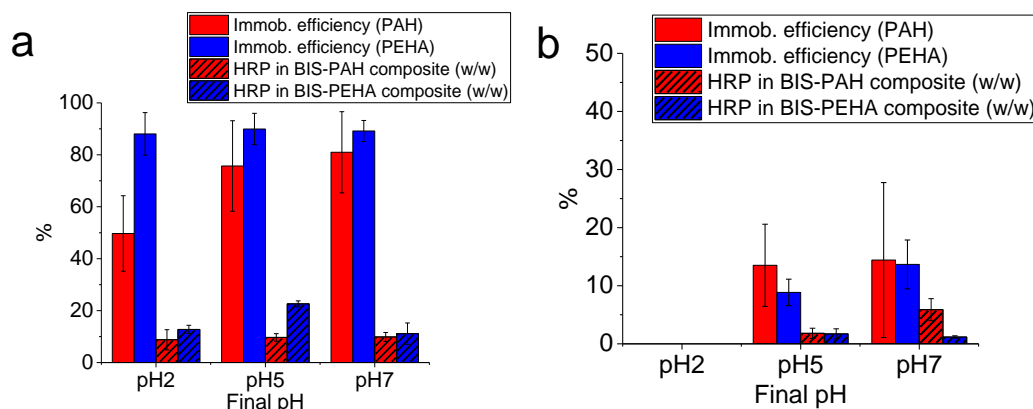 a
Immob. efficiency (PAH)
Immob. efficiency (PEHA)
HRP in BIS-PAH composite (w/w)
HRP in BIS-PEHA composite (w/w)
100
80
60
40
20
0
%
pH2
pH5
pH7
Final pH
b
Immob. efficiency (PAH)
Immob. efficiency (PEHA)
HRP in BIS-PAH composite (w/w)
HRP in BIS-PEHA composite (w/w)
50
40
30
20
10
0
%
pH2
pH5
pH7
Final pH